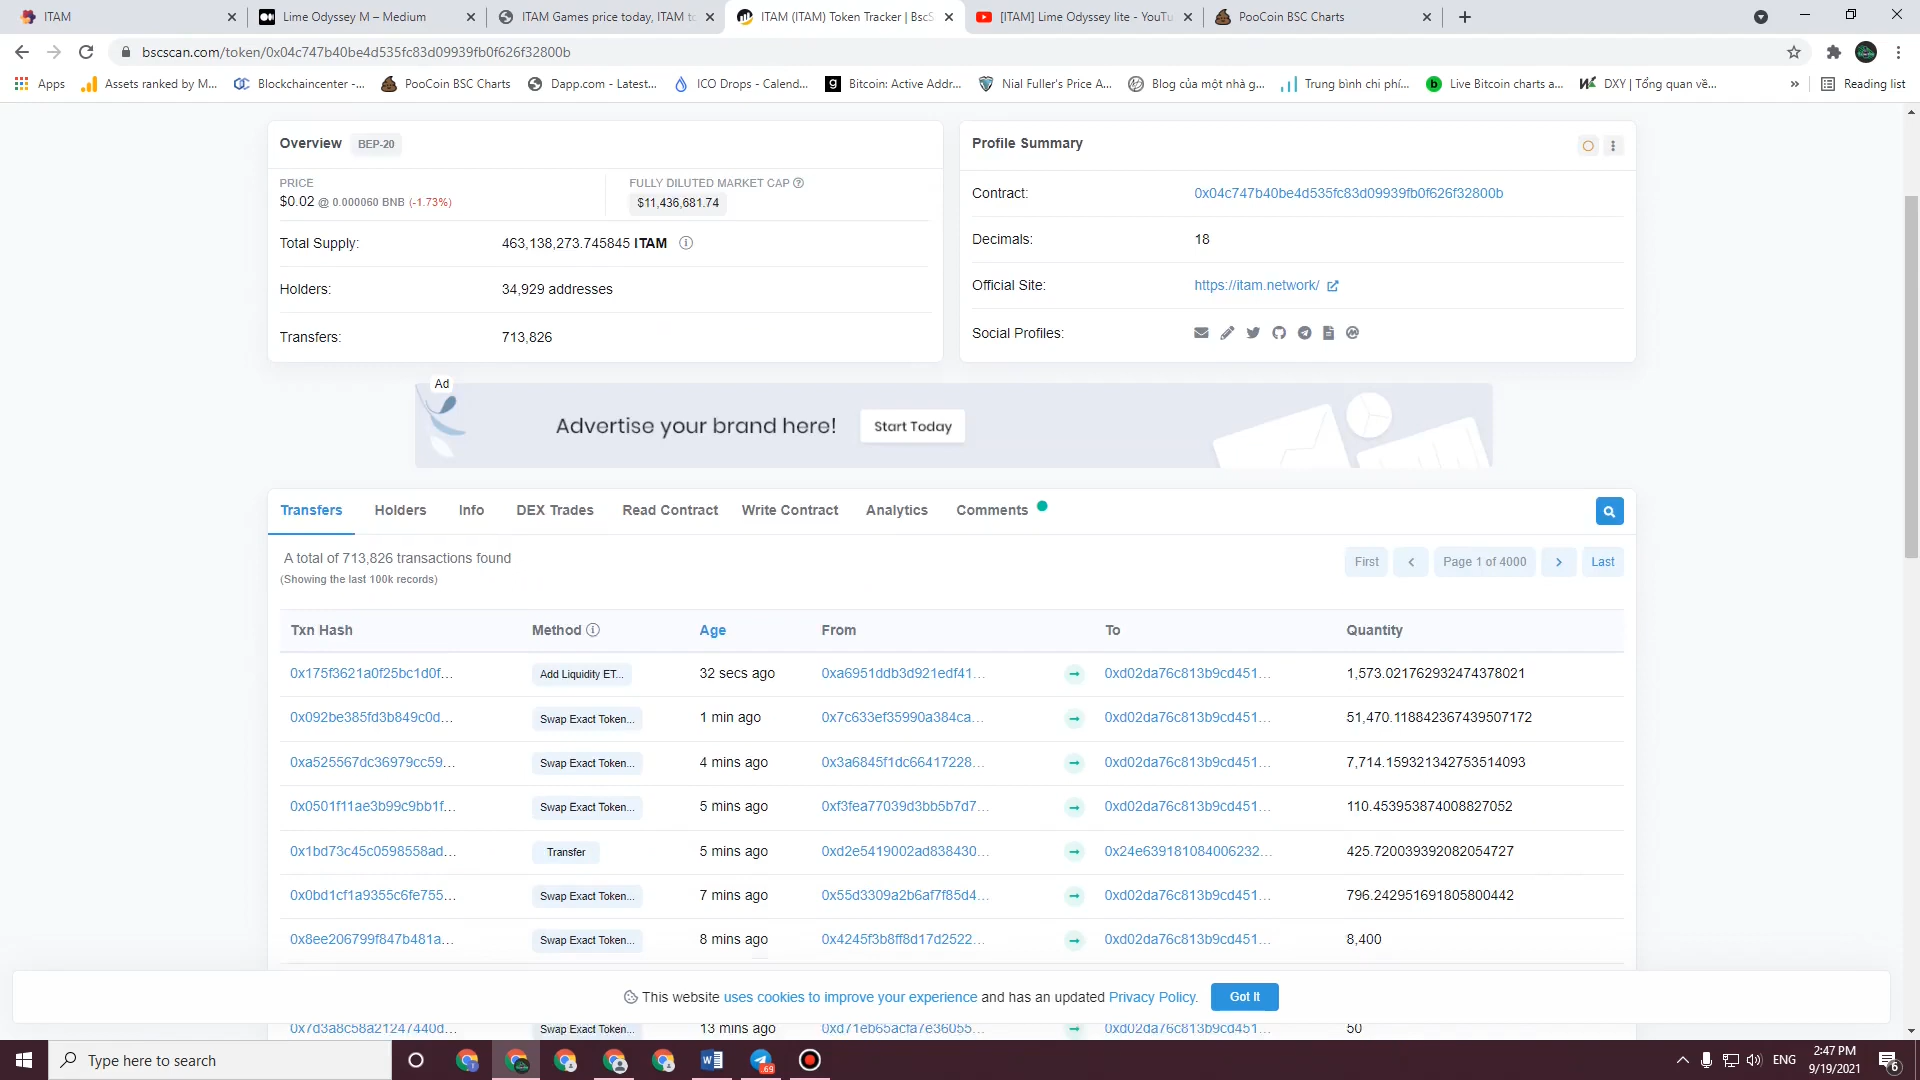 ITAM
Lime Odyssey M – Medium
ITAM Games price today, ITAM to
ITAM (ITAM) Token Tracker | BscS
[ITAM] Lime Odyssey lite - YouTu
PooCoin BSC Charts
bscscan.com/token/0x04c747b40be4d535fc83d09939fb0f626f32800b
Apps
Assets ranked by M...
Blockchaincenter -...
PooCoin BSC Charts
Dapp.com - Latest...
ICO Drops - Calend...
Bitcoin: Active Addr...
Nial Fuller's Price A...
Blog của một nhà g...
Trung bình chi phí...
Live Bitcoin charts a...
DXY | Tổng quan về...
»
Reading list
Overview BEP-20
PRICE
$0.02 @ 0.000060 BNB (-1.73%)
FULLY DILUTED MARKET CAP
$11,436,681.74
Total Supply: 463,138,273.745845 ITAM
Holders: 34,929 addresses
Transfers: 713,826
Profile Summary
Contract: 0x04c747b40be4d535fc83d09939fb0f626f32800b
Decimals: 18
Official Site: https://itam.network/
Social Profiles:
Ad
Advertise your brand here! Start Today
Transfers Holders Info DEX Trades Read Contract Write Contract Analytics Comments
A total of 713,826 transactions found
(Showing the last 100k records)
First < Page 1 of 4000 > Last
Txn Hash Method Age From To Quantity
0x175f3621a0f25bc1d0f... Add Liquidity ET... 32 secs ago 0xa6951ddb3d921edf41... 0xd02da76c813b9cd451... 1,573.021762932474378021
0x092be385fd3b849c0d... Swap Exact Token... 1 min ago 0x7c633ef35990a384ca... 0xd02da76c813b9cd451... 51,470.118842367439507172
0xa525567dc36979cc59... Swap Exact Token... 4 mins ago 0x3a6845f1dc66417228... 0xd02da76c813b9cd451... 7,714.159321342753514093
0x0501f11ae3b99c9bb1f... Swap Exact Token... 5 mins ago 0xf3fea77039d3bb5b7d7... 0xd02da76c813b9cd451... 110.453953874008827052
0x1bd73c45c0598558ad... Transfer 5 mins ago 0xd2e5419002ad838430... 0x24e639181084006232... 425.720039392082054727
0x0bd1cf1a9355c6fe755... Swap Exact Token... 7 mins ago 0x55d3309a2b6af7f85d4... 0xd02da76c813b9cd451... 796.242951691805800442
0x8ee206799f847b481a... Swap Exact Token... 8 mins ago 0x4245f3b8ff8d17d2522... 0xd02da76c813b9cd451... 8,400
This website uses cookies to improve your experience and has an updated Privacy Policy. Got It
0x7d3a8c58a21247440d... Swap Exact Token... 13 mins ago 0xd71eb65acfa7e36055... 0xd02da76c813b9cd451... 50
Type here to search
.69
ENG
2:47 PM
9/19/2021
6